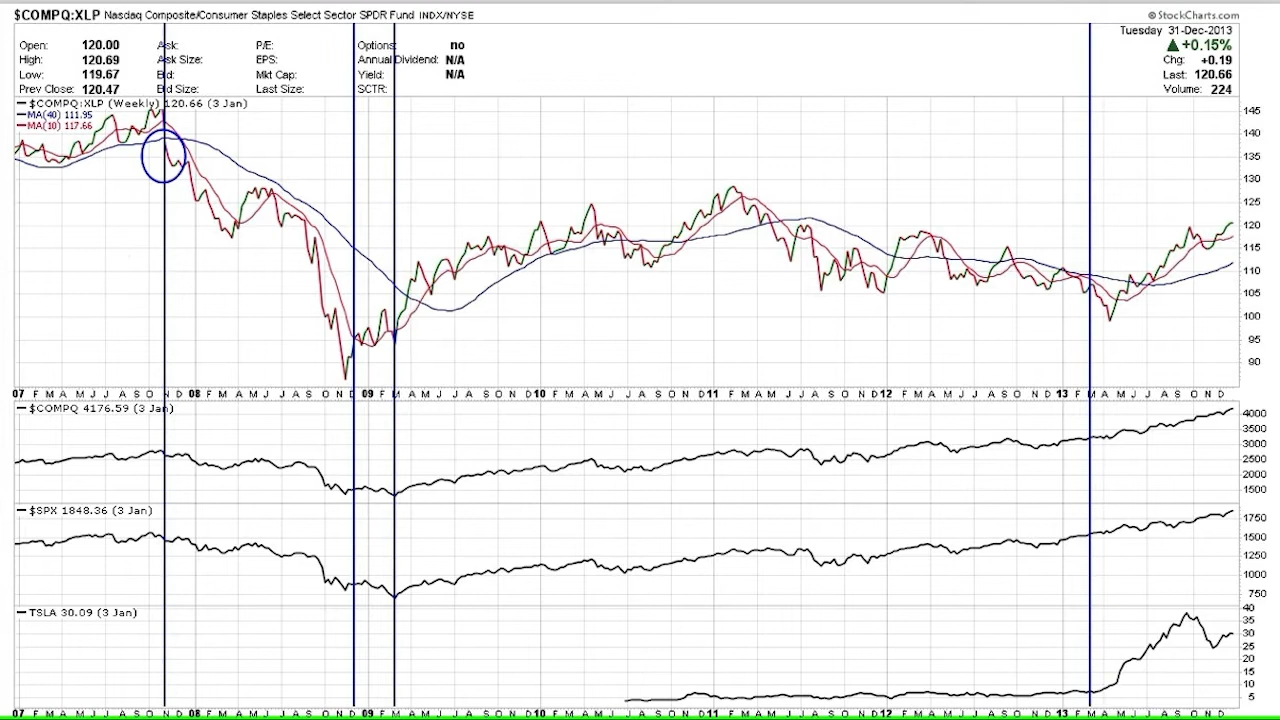 $COMPQ:XLP Nasdaq Composite/Consumer Staples Select Sector SPDR Fund INDX/NYSE © StockCharts.com
Tuesday 31-Dec-2013
Open: 120.00 Ask: P/E: Options: no ▲ +0.15%
High: 120.69 Ask Size: EPS: Annual Dividend: N/A Chg: +0.19
Low: 119.67 Bid: Mkt Cap: Yield: N/A Last: 120.66
Prev Close: 120.47 Bid Size: Last Size: SCTR: Volume: 224
$COMPQ:XLP (Weekly) 120.66 (3 Jan)
MA(40) 111.95
MA(10) 117.66
145
140
135
130
125
120
115
110
105
100
95
90
07 F M A M J J A S O N D 08 F M A M J J A S O N D 09 F M A M J J A S O N D 10 F M A M J J A S O N D 11 F M A M J J A S O N D 12 F M A M J J A S O N D 13 F M A M J J A S O N D
$COMPQ 4176.59 (3 Jan)
4000
3500
3000
2500
2000
1500
$SPX 1848.36 (3 Jan)
1750
1500
1250
1000
750
TSLA 30.09 (3 Jan)
40
35
30
25
20
15
10
5
07 F M A M J J A S O N D 08 F M A M J J A S O N D 09 F M A M J J A S O N D 10 F M A M J J A S O N D 11 F M A M J J A S O N D 12 F M A M J J A S O N D 13 F M A M J J A S O N D